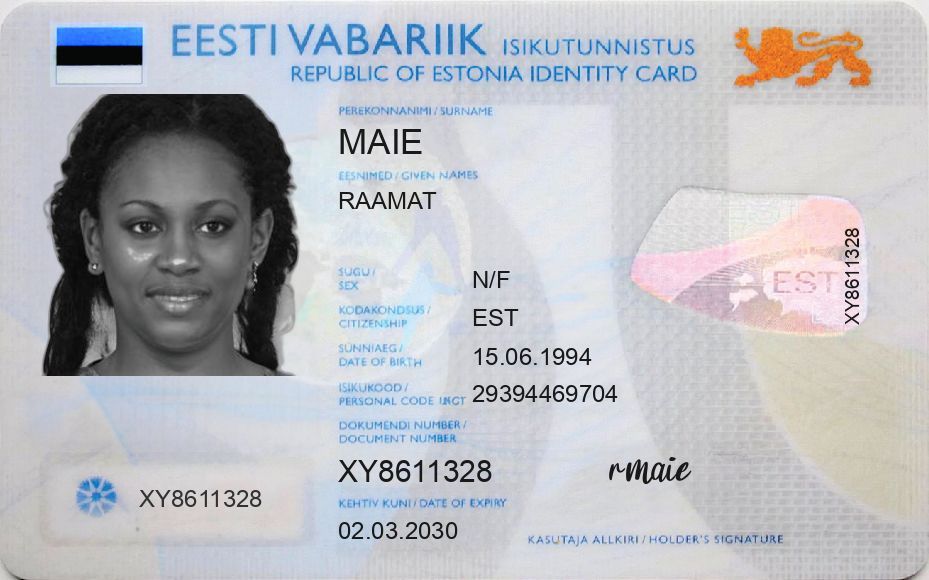 EESTI VABARIIK ISIKUTUNNISTUS
REPUBLIC OF ESTONIA IDENTITY CARD
PEREKONNANIMI / SURNAME
MAIE
EESNIMED / GIVEN NAMES
RAAMAT
SUGU / SEX N/F
KODAKONDSUS / CITIZENSHIP EST
SÜNNIAEG / DATE OF BIRTH 15.06.1994
ISIKUKOOD / PERSONAL CODE 29394469704
DOKUMENDI NUMBER /
DOCUMENT NUMBER
XY8611328
KEHTIV KUNI / DATE OF EXPIRY
02.03.2030
XY8611328
EST
XY8611328
rmaie
KASUTAJA ALLKIRI / HOLDER'S SIGNATURE